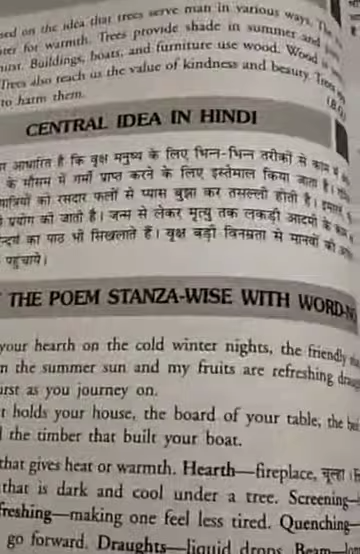 sed on the idea that trees serve man in various ways.
ter for warmth. Trees provide shade in summer and
urst. Buildings, boats, and furniture use wood. Wood
Trees also teach us the value of kindness and beauty. Trees
to harm them.
CENTRAL IDEA IN HINDI
आधारित है कि वृक्ष मनुष्य के लिए भिन्न-भिन्न तरीकों से काम
के मौसम में गर्मी प्राप्त करने के लिए इस्तेमाल किया जाता है।
यात्रियों को रसदार फलों से प्यास बुझा कर तसल्ली होती है।
प्रयोग की जाती है। जन्म से लेकर मृत्यु तक लकड़ी आदमी के काम
का पाठ भी सिखलाते हैं। वृक्ष बड़ी विनम्रता से मानवों को
पहुंचाये।
THE POEM STANZA-WISE WITH WORD-
your hearth on the cold winter nights, the friendly
n the summer sun and my fruits are refreshing
urst as you journey on.
t holds your house, the board of your table, the
the timber that built your boat.
that gives heat or warmth. Hearth—fireplace, चूल्हा
that is dark and cool under a tree. Screening—
freshing—making one feel less tired. Quenching—
go forward. Draughts—liquid drops. Beam—